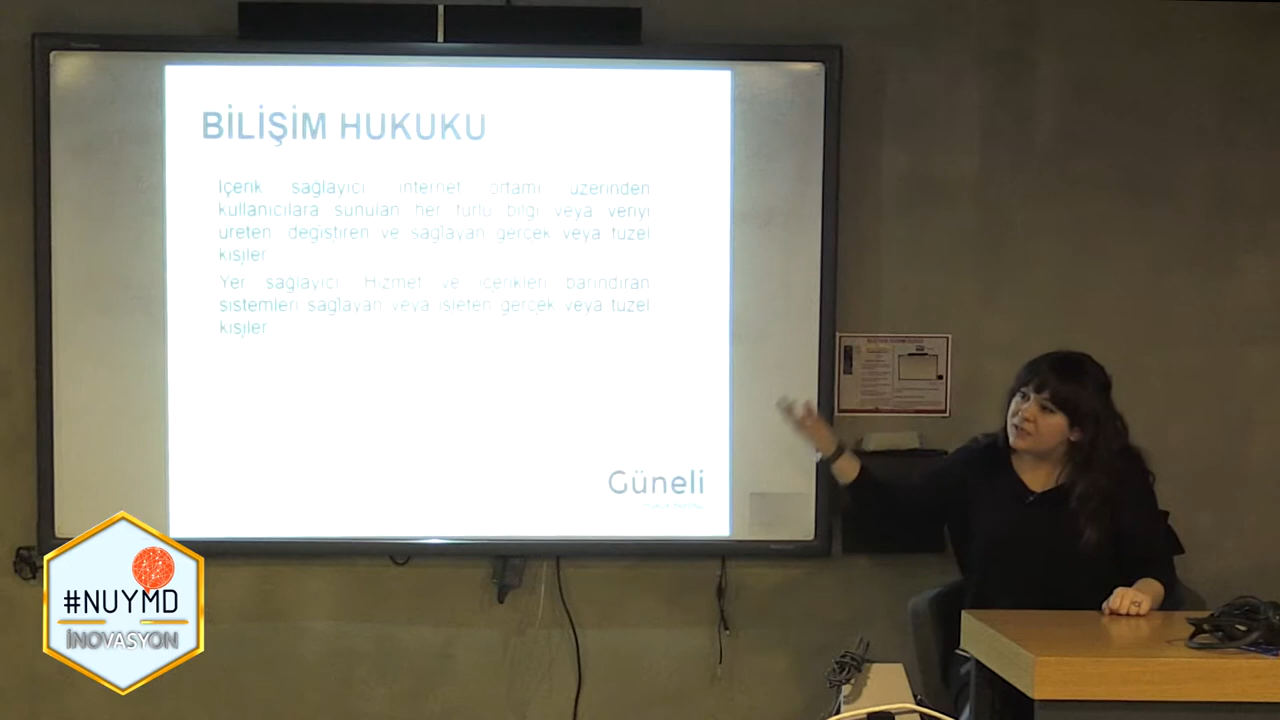 BİLİŞİM HUKUKU
İçerik sağlayıcı internet ortamı üzerinden
kullanıcılara sunulan her türlü bilgi veya veriyi
üreten değiştiren ve sağlayan gerçek veya tüzel
kişiler
Yer sağlayıcı Hizmet ve içerikleri barındıran
sistemleri sağlayan veya işleten gerçek veya tüzel
kişiler
Güneli
#NUYMD
İNOVASYON